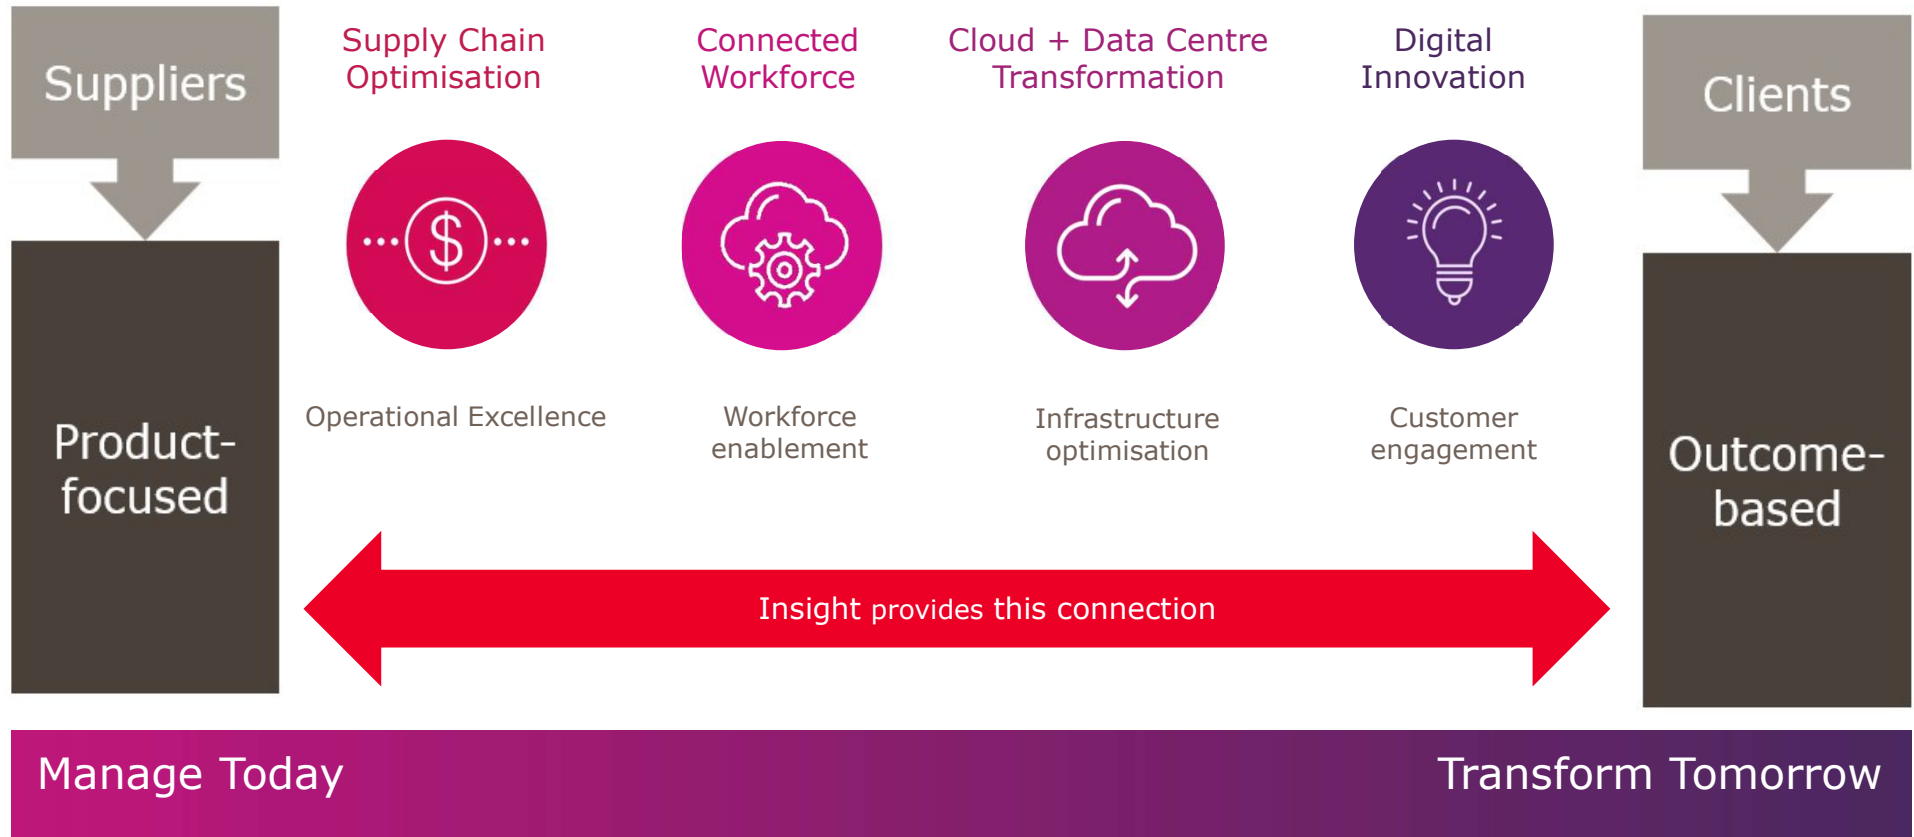 Suppliers
Product-
focused
Supply Chain
Optimisation
$
Operational Excellence
Connected
Workforce
Workforce
enablement
Cloud + Data Centre
Transformation
Infrastructure
optimisation
Digital
Innovation
Customer
engagement
Clients
Outcome-
based
Insight provides this connection
Manage Today
Transform Tomorrow